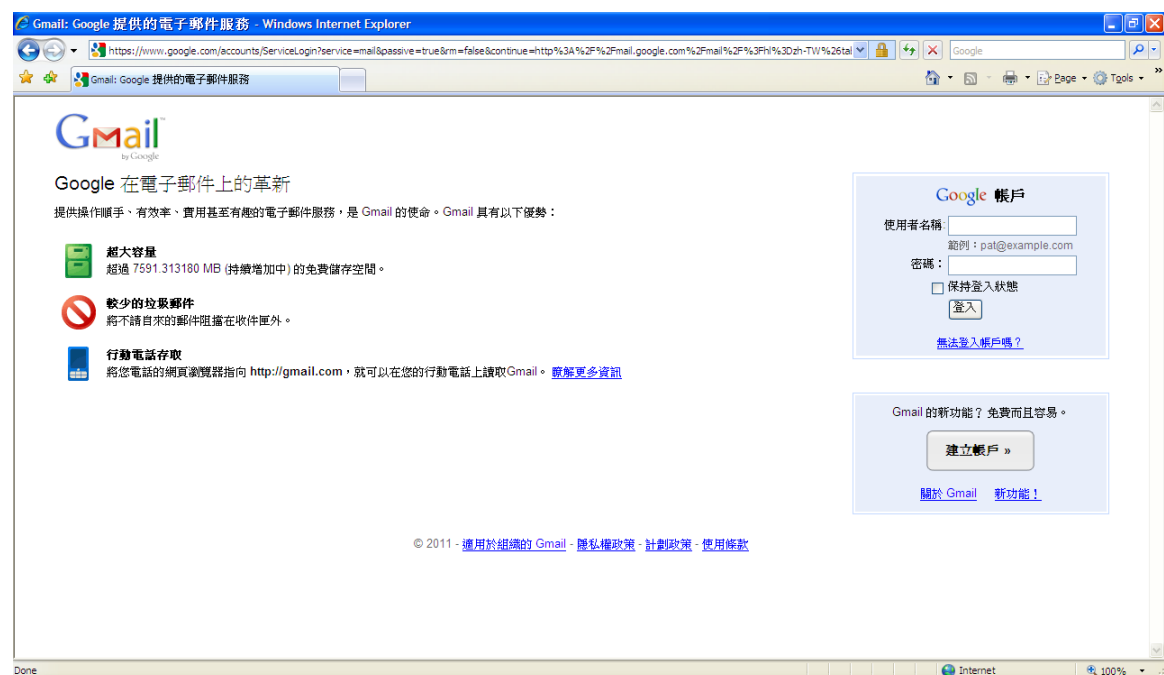 Gmail: Google 提供的電子郵件服務 - Windows Internet Explorer
https://www.google.com/accounts/ServiceLogin?service=mail&passive=true&rm=false&continue=http%3A%2F%2Fmail.google.com%2Fmail%2F%3Fhl%3Dzh-TW%26tal
Google
Gmail: Google 提供的電子郵件服務
Page
Tools
Gmail
by Google
Google 在電子郵件上的革新
提供操作順手、有效率、實用甚至有趣的電子郵件服務，是 Gmail 的使命。Gmail 具有以下優勢：
超大容量
超過 7591.313180 MB (持續增加中) 的免費儲存空間。
較少的垃圾郵件
將不請自來的郵件阻擋在收件匣外。
行動電話存取
將您電話的網頁瀏覽器指向 http://gmail.com，就可以在您的行動電話上讀取Gmail。 瞭解更多資訊
Google 帳戶
使用者名稱:
範例：pat@example.com
密碼：
保持登入狀態
登入
無法登入帳戶嗎？
Gmail 的新功能？ 免費而且容易。
建立帳戶 »
關於 Gmail 新功能！
© 2011 - 適用於組織的 Gmail - 隱私權政策 - 計劃政策 - 使用條款
Done
Internet
100%